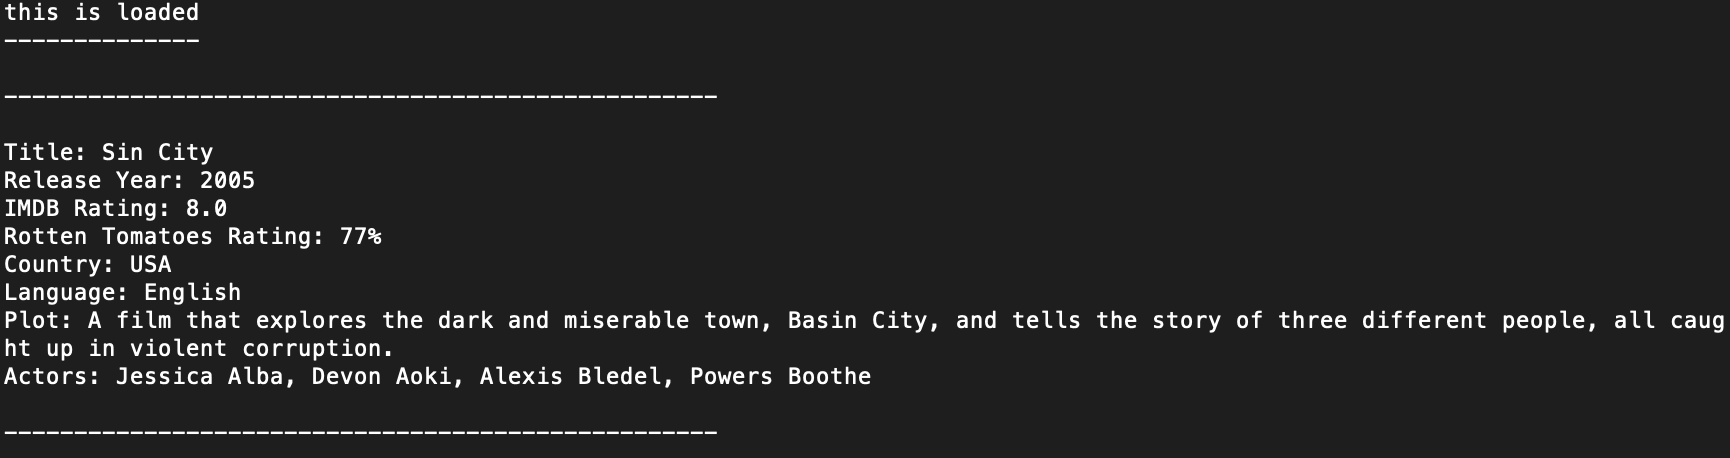 this is loaded
--------------
---------------------------------------------------
Title: Sin City
Release Year: 2005
IMDB Rating: 8.0
Rotten Tomatoes Rating: 77%
Country: USA
Language: English
Plot: A film that explores the dark and miserable town, Basin City, and tells the story of three different people, all caug
ht up in violent corruption.
Actors: Jessica Alba, Devon Aoki, Alexis Bledel, Powers Boothe
---------------------------------------------------